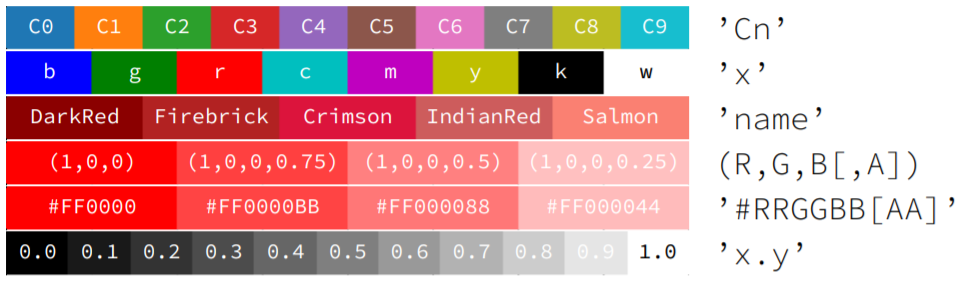 C0 C1 C2 C3 C4 C5 C6 C7 C8 C9 'Cn'
b g r c m y k w 'x'
DarkRed Firebrick Crimson IndianRed Salmon 'name'
(1,0,0) (1,0,0,0.75) (1,0,0,0.5) (1,0,0,0.25) (R,G,B[,A])
#FF0000 #FF0000BB #FF000088 #FF000044 '#RRGGBB[AA]'
0.0 0.1 0.2 0.3 0.4 0.5 0.6 0.7 0.8 0.9 1.0 'x.y'